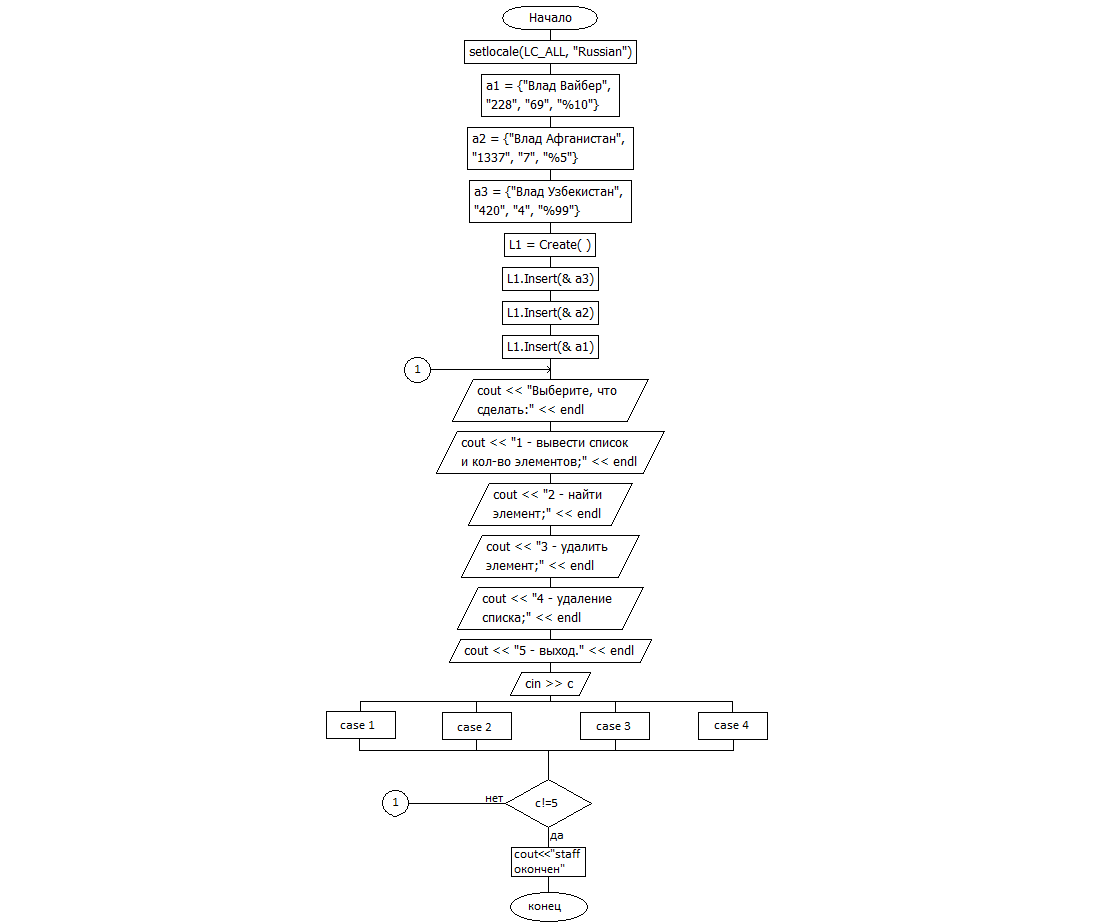 Начало
setlocale(LC_ALL, "Russian")
a1 = {"Влад Вайбер",
"228", "69", "%10"}
a2 = {"Влад Афганистан",
"1337", "7", "%5"}
a3 = {"Влад Узбекистан",
"420", "4", "%99"}
L1 = Create( )
L1.Insert(& a3)
L1.Insert(& a2)
L1.Insert(& a1)
1
cout << "Выберите, что
сделать:" << endl
cout << "1 - вывести список
и кол-во элементов;" << endl
cout << "2 - найти
элемент;" << endl
cout << "3 - удалить
элемент;" << endl
cout << "4 - удаление
списка;" << endl
cout << "5 - выход." << endl
cin >> c
case 1
case 2
case 3
case 4
1
нет
c!=5
да
cout<<"staff
окончен"
конец